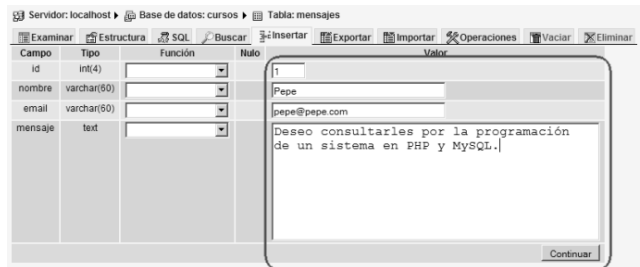 Servidor: localhost ▸ Base de datos: cursos ▸ Tabla: mensajes
Examinar Estructura SQL Buscar Insertar Exportar Importar Operaciones Vaciar Eliminar
Campo Tipo Función Nulo Valor
id int(4) 1
nombre varchar(60) Pepe
email varchar(60) pepe@pepe.com
mensaje text Deseo consultarles por la programación
de un sistema en PHP y MySQL.
Continuar